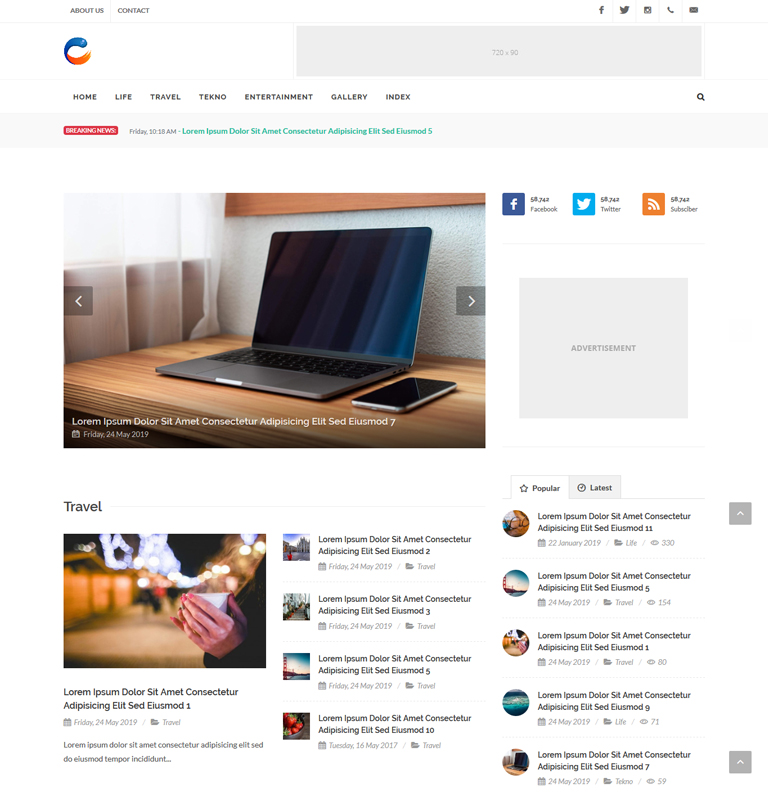 ABOUT US
CONTACT
720 x 90
HOME LIFE TRAVEL TEKNO ENTERTAINMENT GALLERY INDEX
BREAKING NEWS: Friday, 10:18 AM - Lorem Ipsum Dolor Sit Amet Consectetur Adipisicing Elit Sed Eiusmod 5
Lorem Ipsum Dolor Sit Amet Consectetur Adipisicing Elit Sed Eiusmod 7
Friday, 24 May 2019
58,742
Facebook
58,742
Twitter
58,742
Subsciber
ADVERTISEMENT
Travel
Lorem Ipsum Dolor Sit Amet Consectetur
Adipisicing Elit Sed Eiusmod 1
Friday, 24 May 2019 / Travel
Lorem ipsum dolor sit amet consectetur adipisicing elit sed
do eiusmod tempor incididunt...
Lorem Ipsum Dolor Sit Amet Consectetur
Adipisicing Elit Sed Eiusmod 2
Friday, 24 May 2019 / Travel
Lorem Ipsum Dolor Sit Amet Consectetur
Adipisicing Elit Sed Eiusmod 3
Friday, 24 May 2019 / Travel
Lorem Ipsum Dolor Sit Amet Consectetur
Adipisicing Elit Sed Eiusmod 5
Friday, 24 May 2019 / Travel
Lorem Ipsum Dolor Sit Amet Consectetur
Adipisicing Elit Sed Eiusmod 10
Tuesday, 16 May 2017 / Travel
Popular
Latest
Lorem Ipsum Dolor Sit Amet Consectetur
Adipisicing Elit Sed Eiusmod 11
22 January 2019 / Life / 330
Lorem Ipsum Dolor Sit Amet Consectetur
Adipisicing Elit Sed Eiusmod 5
24 May 2019 / Travel / 154
Lorem Ipsum Dolor Sit Amet Consectetur
Adipisicing Elit Sed Eiusmod 1
24 May 2019 / Travel / 80
Lorem Ipsum Dolor Sit Amet Consectetur
Adipisicing Elit Sed Eiusmod 9
24 May 2019 / Life / 71
Lorem Ipsum Dolor Sit Amet Consectetur
Adipisicing Elit Sed Eiusmod 7
24 May 2019 / Tekno / 59